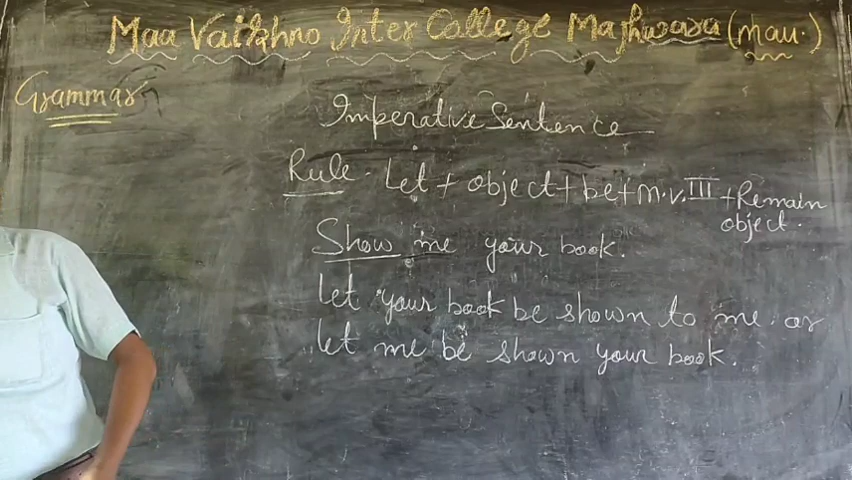 Maa Vaishno Inter College Majhwara (mau.)
Grammar
Imperative Sentence
Rule. Let + object + be + m.v. III + Remain
object.
Show me your book.
Let your book be shown to me. or
let me be shown your book.